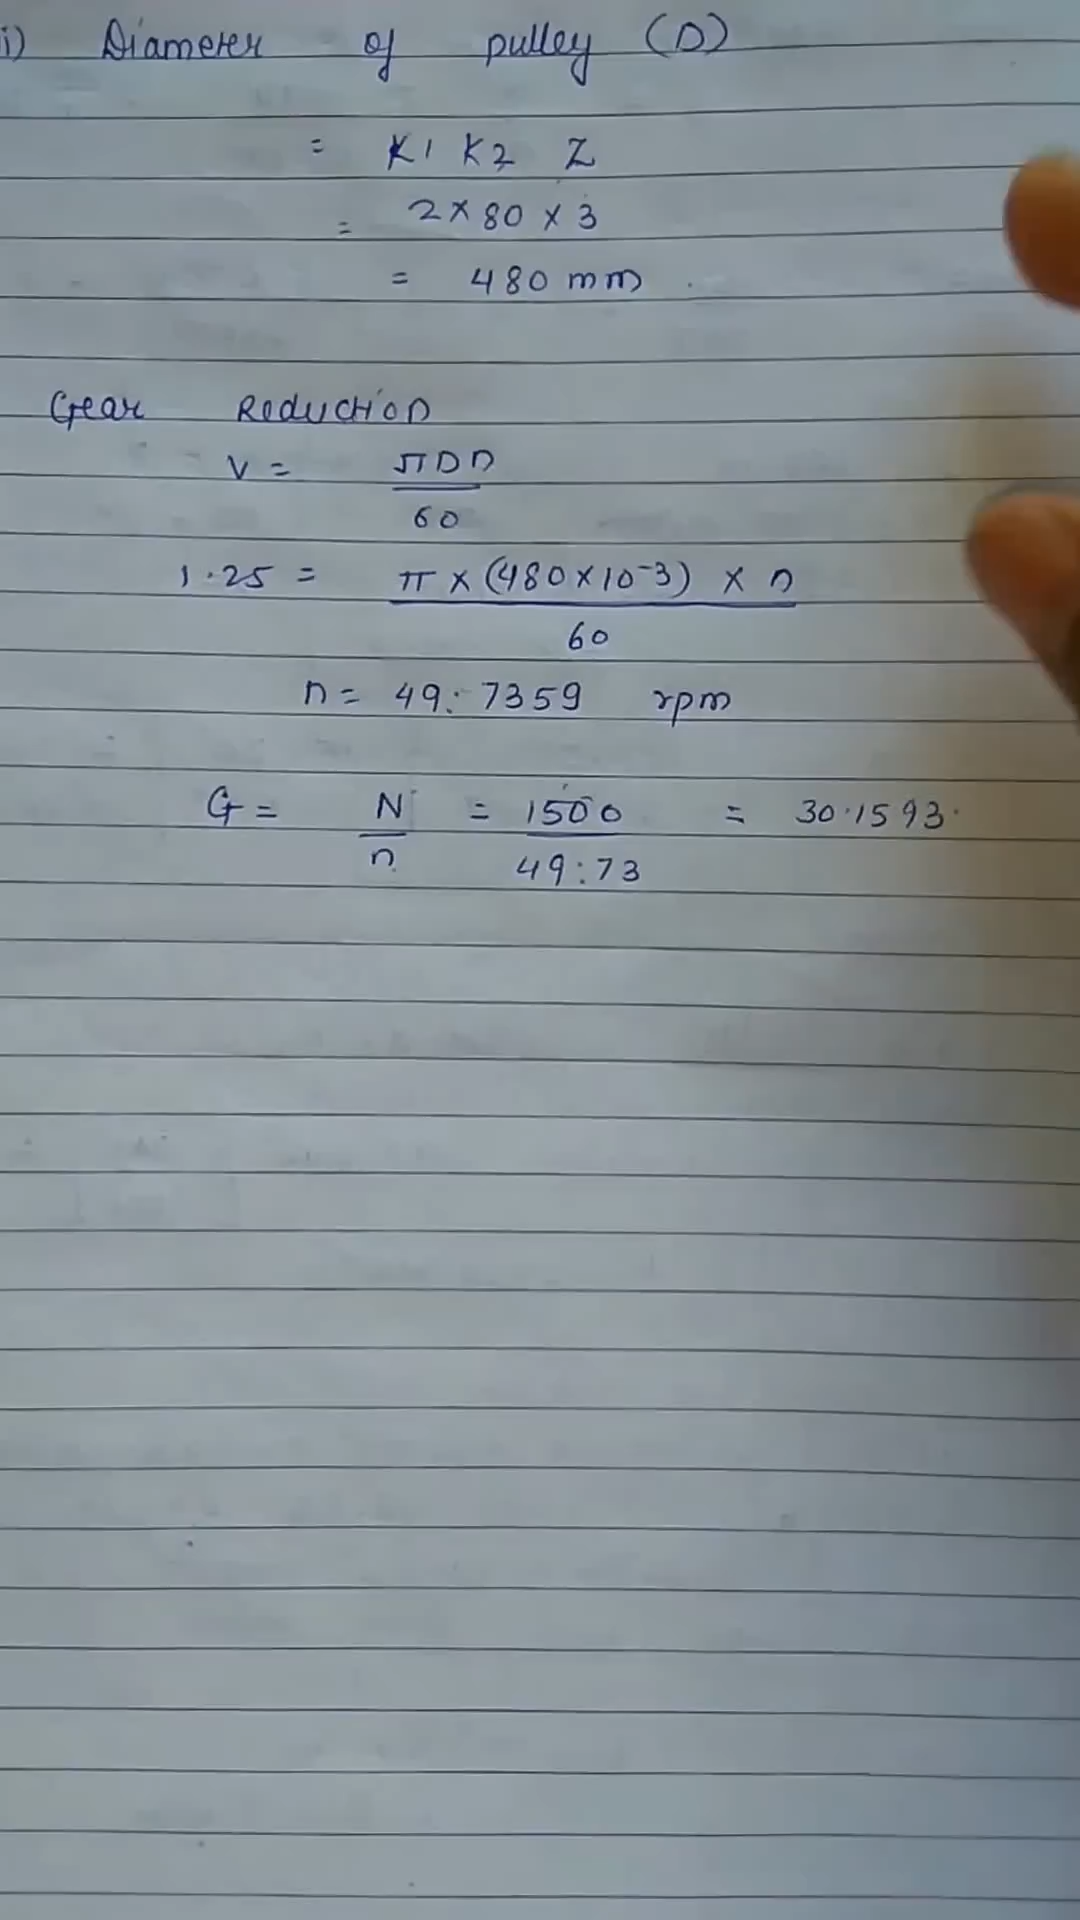 i) Diameter of pulley (D)
= K1 K2 Z
= 2 × 80 × 3
= 480 mm
Gear Reduction
V = πDn
60
1.25 = π × (480×10-3) × n
60
n = 49.7359 rpm
G = N = 1500 = 30.1593
n 49.73